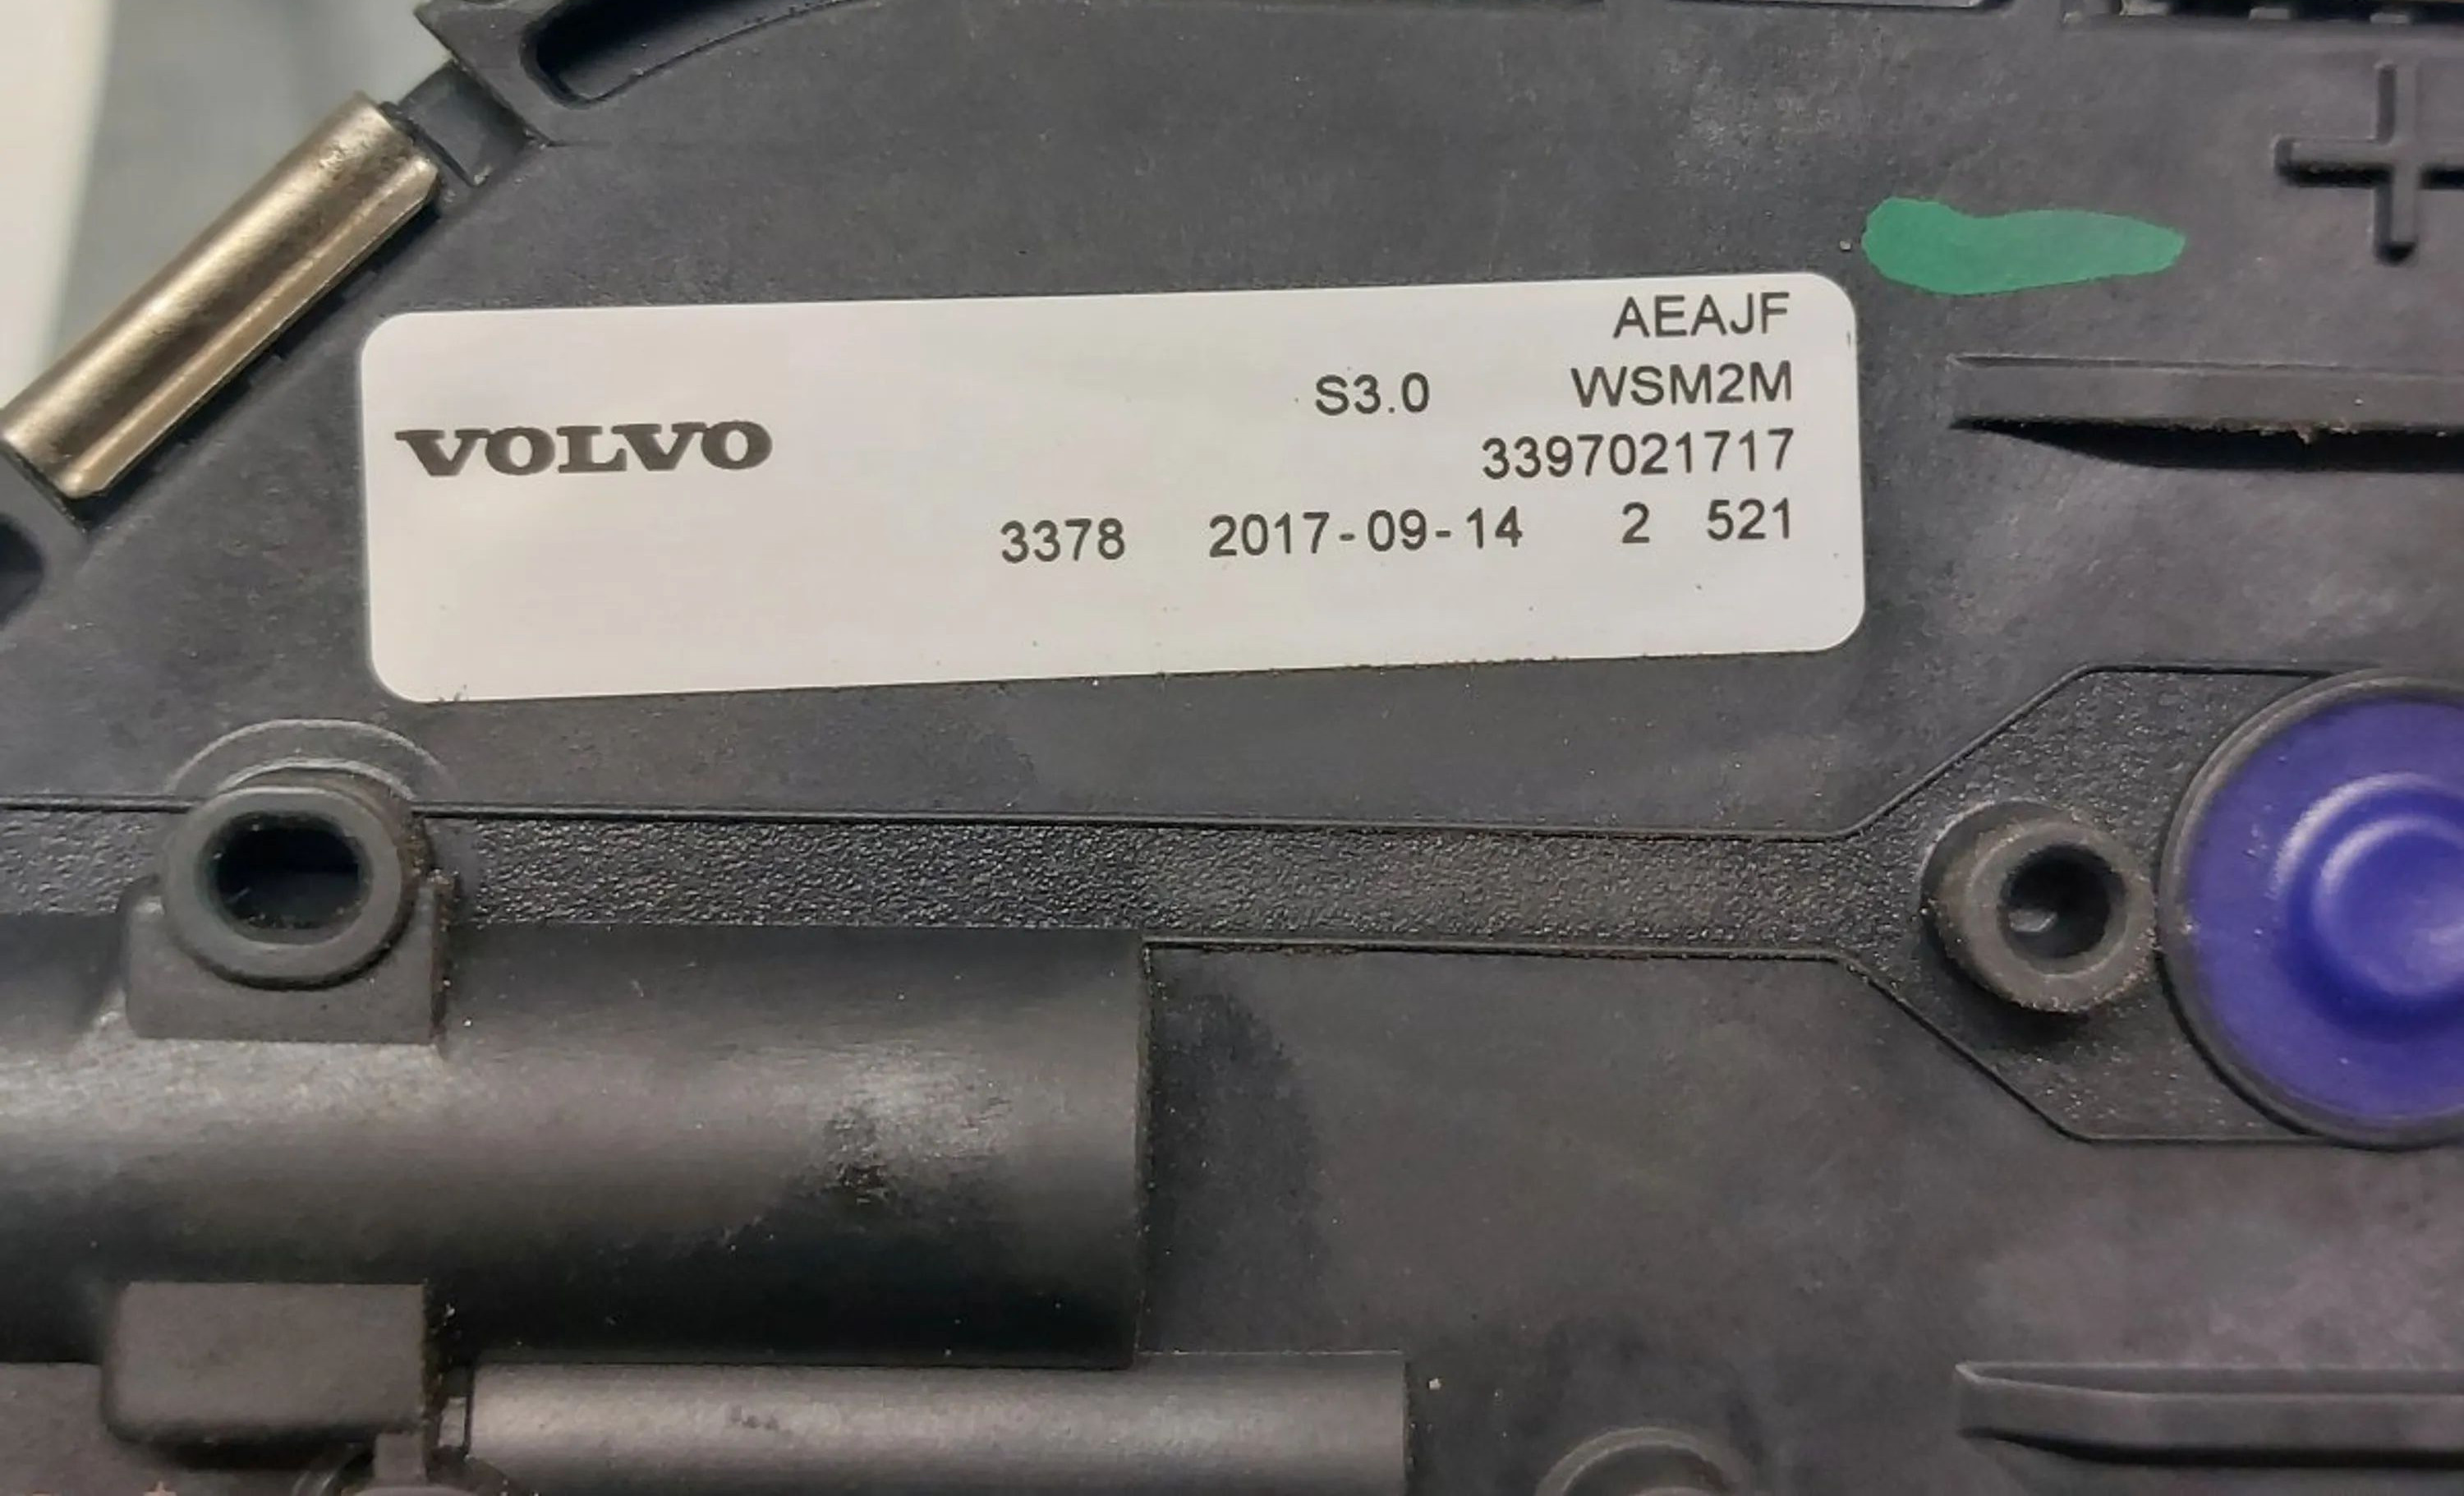 AEAJF
S3.0 WSM2M
VOLVO
3397021717
3378 2017-09-14 2 521